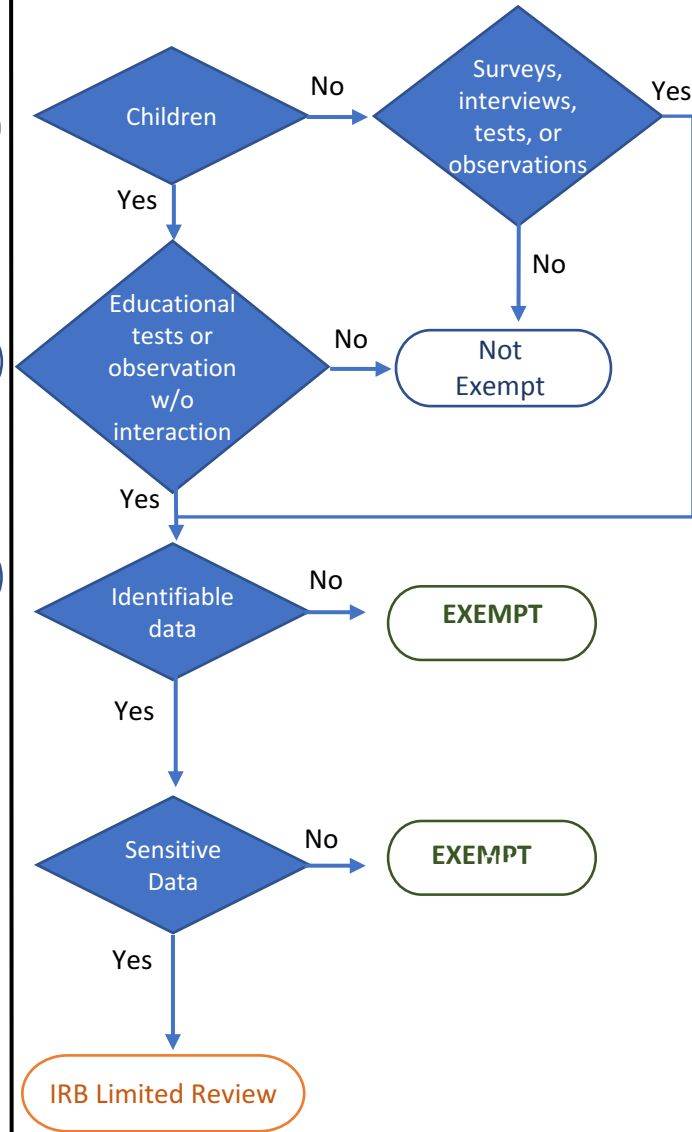 Children
No
Surveys,
interviews,
tests, or
observations
Yes
Yes
No
Educational
tests or
observation
w/o
interaction
No
Not
Exempt
Yes
Identifiable
data
No
EXEMPT
Yes
Sensitive
Data
No
EXEMPT
Yes
IRB Limited Review